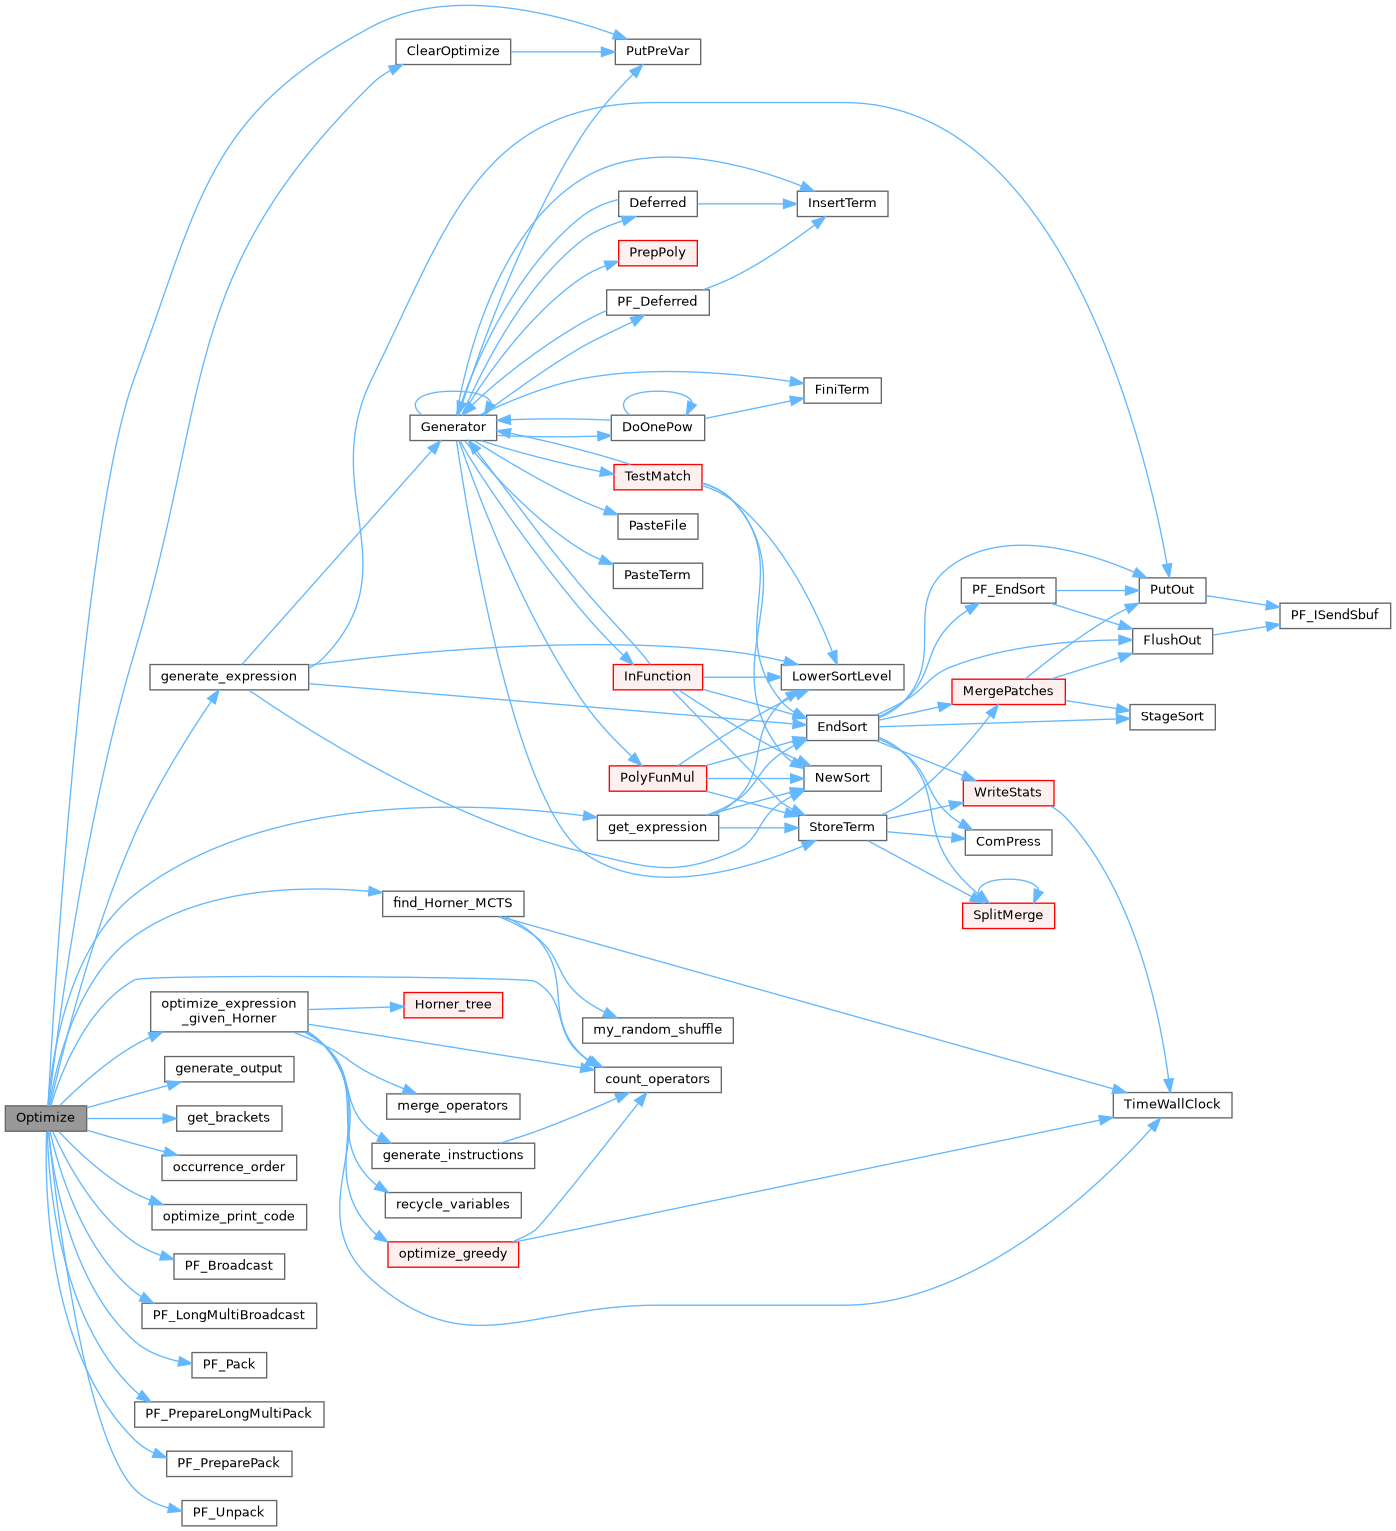 ClearOptimize
PutPreVar
Deferred
InsertTerm
PrepPoly
PF_Deferred
FiniTerm
Generator
DoOnePow
TestMatch
PasteFile
PasteTerm
PF_EndSort
PutOut
PF_ISendSbuf
FlushOut
generate_expression
InFunction
LowerSortLevel
MergePatches
StageSort
EndSort
PolyFunMul
NewSort
WriteStats
get_expression
StoreTerm
ComPress
find_Horner_MCTS
SplitMerge
optimize_expression
_given_Horner
Horner_tree
my_random_shuffle
generate_output
count_operators
Optimize
get_brackets
merge_operators
TimeWallClock
generate_instructions
occurrence_order
recycle_variables
optimize_print_code
optimize_greedy
PF_Broadcast
PF_LongMultiBroadcast
PF_Pack
PF_PrepareLongMultiPack
PF_PreparePack
PF_Unpack